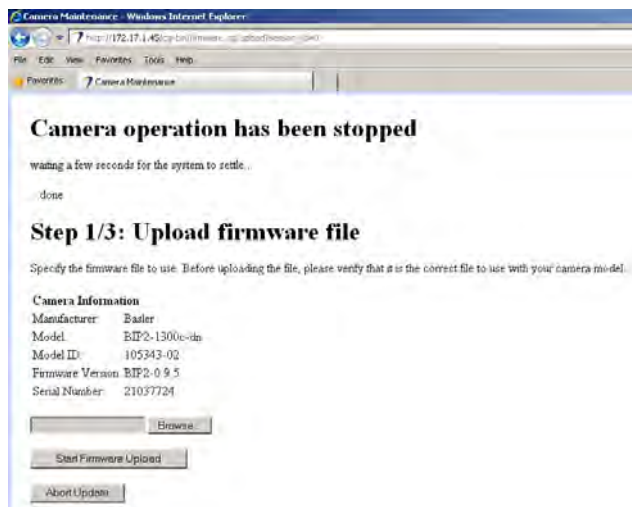 Camera Maintenance - Windows Internet Explorer
File Edit View Favorites Tools Help
Favorites Camera Maintenance
Camera operation has been stopped
waiting a few seconds for the system to settle...
done
Step 1/3: Upload firmware file
Specify the firmware file to use. Before uploading the file, please verify that it is the correct file to use with your camera model.
Camera Information
Manufacturer: Basler
Model: BIP2-1300c-dn
Model ID: 105343-02
Firmware Version: BIP2-0.9.5
Serial Number: 21037724
Browse...
Start Firmware Upload
Abort Update